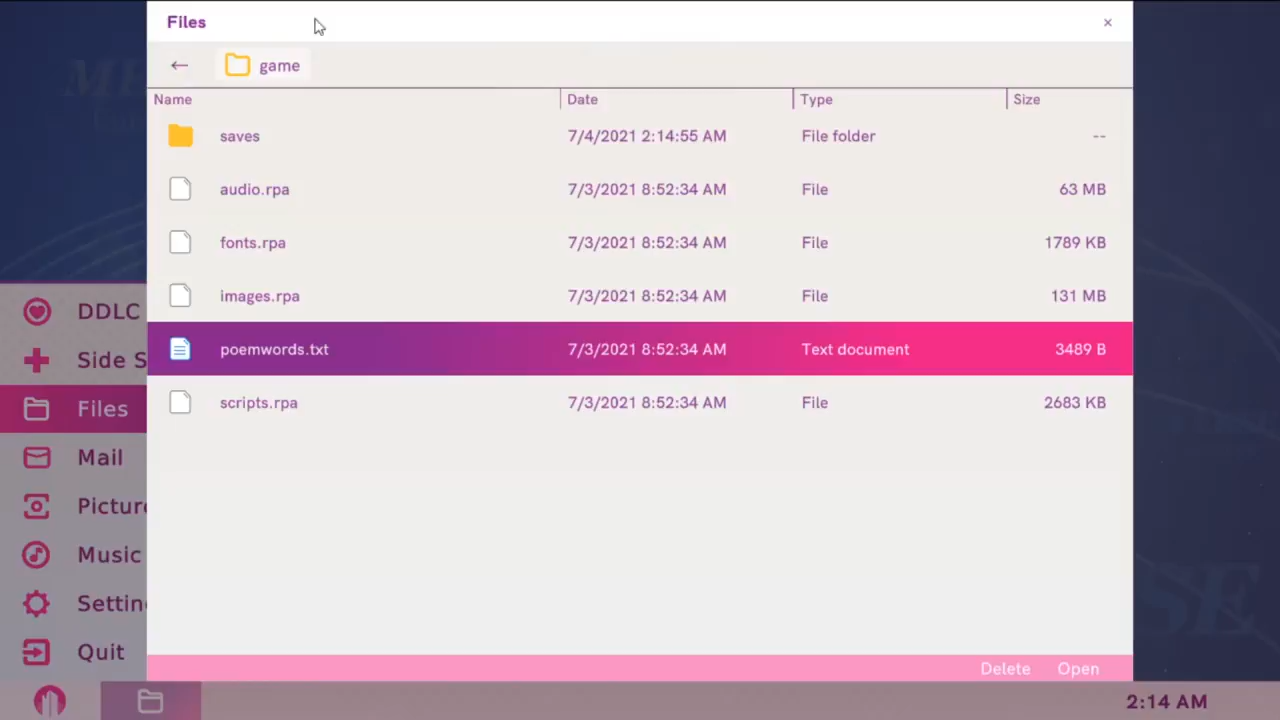 Files
×
← game
Name Date Type Size
saves 7/4/2021 2:14:55 AM File folder --
audio.rpa 7/3/2021 8:52:34 AM File 63 MB
fonts.rpa 7/3/2021 8:52:34 AM File 1789 KB
images.rpa 7/3/2021 8:52:34 AM File 131 MB
poemwords.txt 7/3/2021 8:52:34 AM Text document 3489 B
scripts.rpa 7/3/2021 8:52:34 AM File 2683 KB
DDLC
Side S
Files
Mail
Pictur
Music
Settin
Quit
Delete Open
2:14 AM